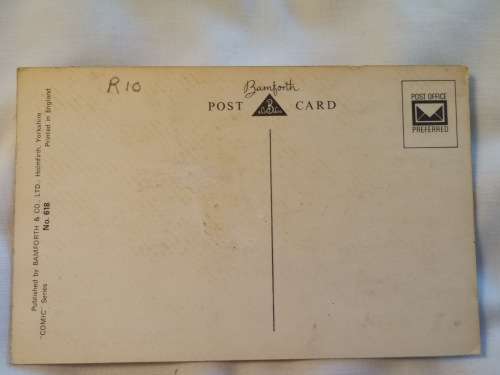 R10
Bamforth
POST CARD
POST OFFICE
PREFERRED
Published by BAMFORTH & CO. LTD., Holmfirth, Yorkshire
"COMIC" Series No. 618 Printed in England